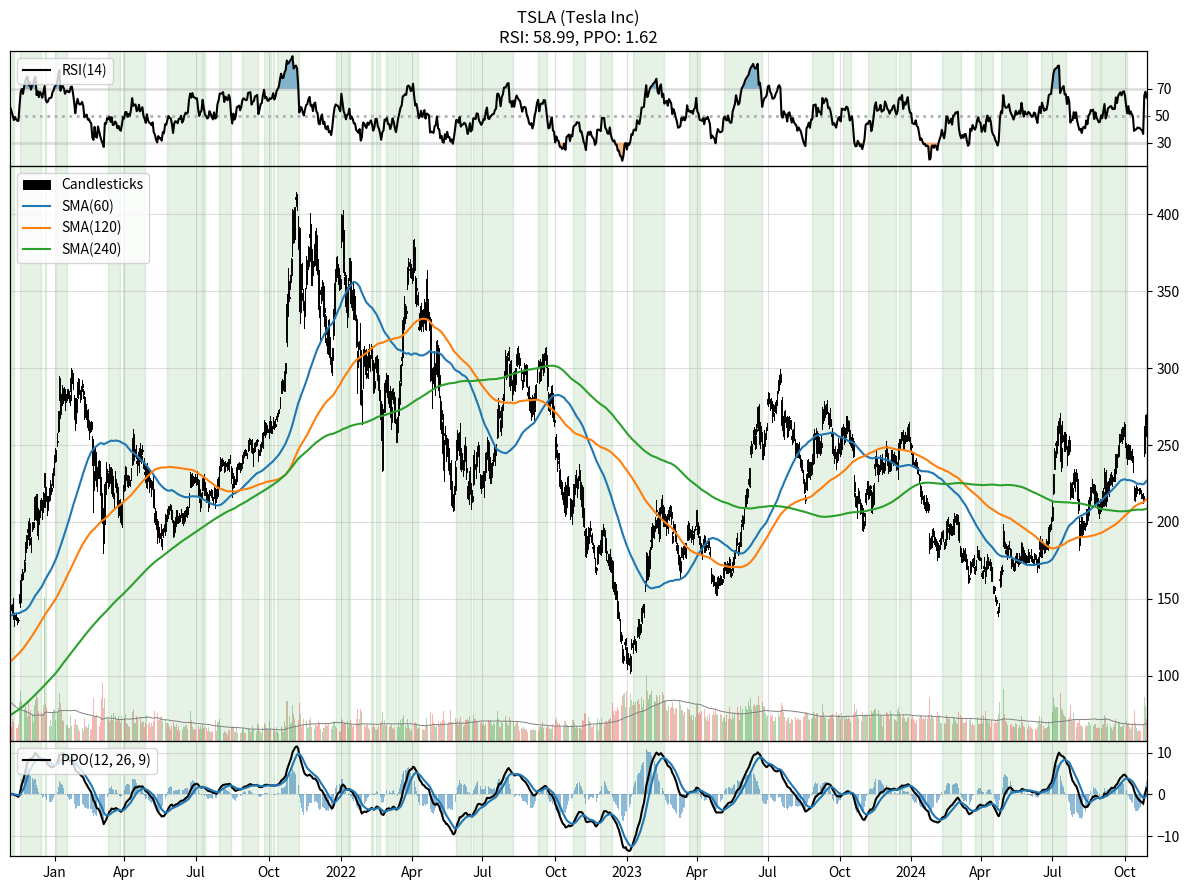 TSLA (Tesla Inc)
RSI: 58.99, PPO: 1.62
RSI(14)
70
50
30
Candlesticks
SMA(60)
SMA(120)
SMA(240)
400
350
300
250
200
150
100
PPO(12, 26, 9)
10
0
−10
Jan Apr Jul Oct 2022 Apr Jul Oct 2023 Apr Jul Oct 2024 Apr Jul Oct